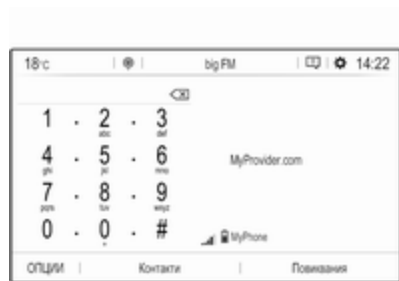 18°C big FM 14:22
1 . 2 . 3
abc def
4 . 5 . 6
ghi jkl mno
7 . 8 . 9
pqrs tuv wxyz
0 . 0 . #
MyProvider.com
MyPhone
опции Контакти Повиквания